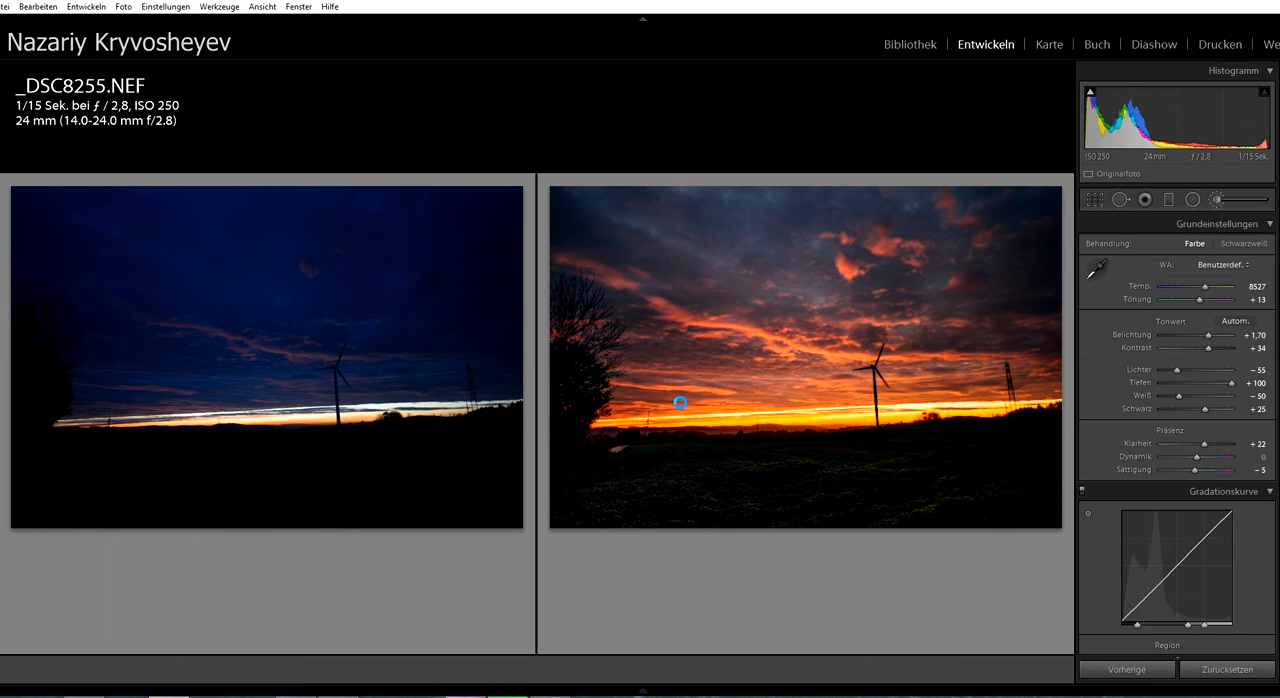 tei Bearbeiten Entwickeln Foto Einstellungen Werkzeuge Ansicht Fenster Hilfe
Nazariy Kryvosheyev
Bibliothek Entwickeln Karte Buch Diashow Drucken We
_DSC8255.NEF
1/15 Sek. bei ƒ / 2,8, ISO 250
24 mm (14.0-24.0 mm f/2.8)
Histogramm
ISO 250 24 mm ƒ / 2,8 1/15 Sek.
Originalfoto
Grundeinstellungen
Behandlung: Farbe Schwarzweiß
WA: Benutzerdef.
Temp. 8527
Tönung + 13
Tonwert Autom.
Belichtung + 1,70
Kontrast + 34
Lichter − 55
Tiefen + 100
Weiß − 50
Schwarz + 25
Präsenz
Klarheit + 22
Dynamik 0
Sättigung − 5
Gradationskurve
Region
Vorherige Zurücksetzen